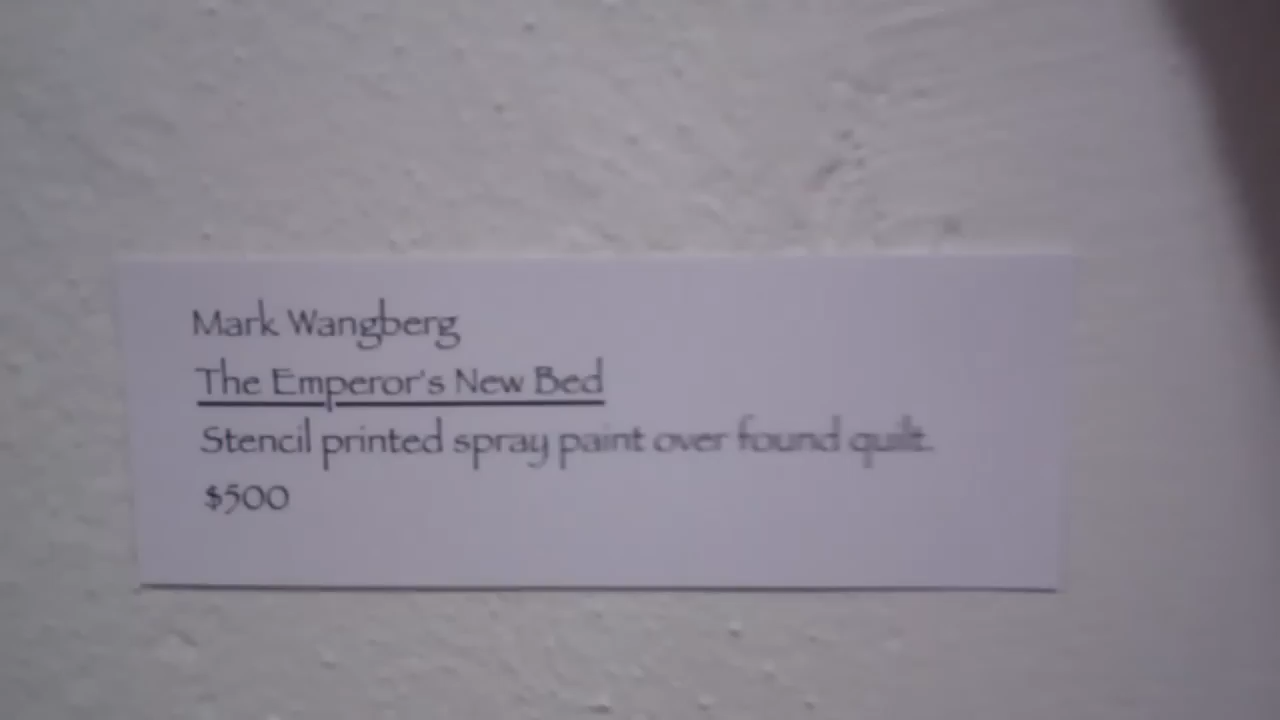 Mark Wangberg
The Emperor's New Bed
Stencil printed spray paint over found quilt.
$500